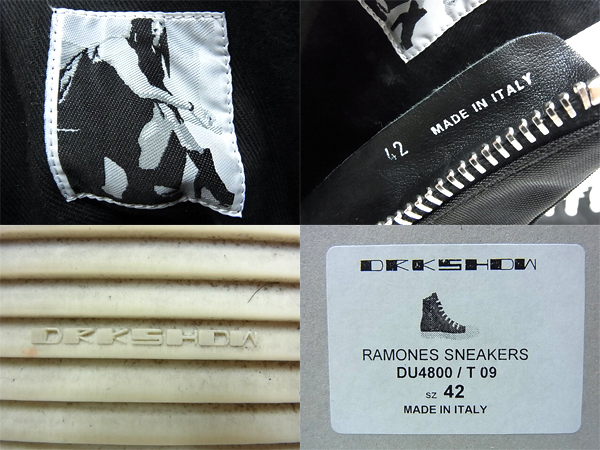 42 MADE IN ITALY
DRKSHDW
DRKSHDW
RAMONES SNEAKERS
DU4800 / T 09
SZ 42
MADE IN ITALY